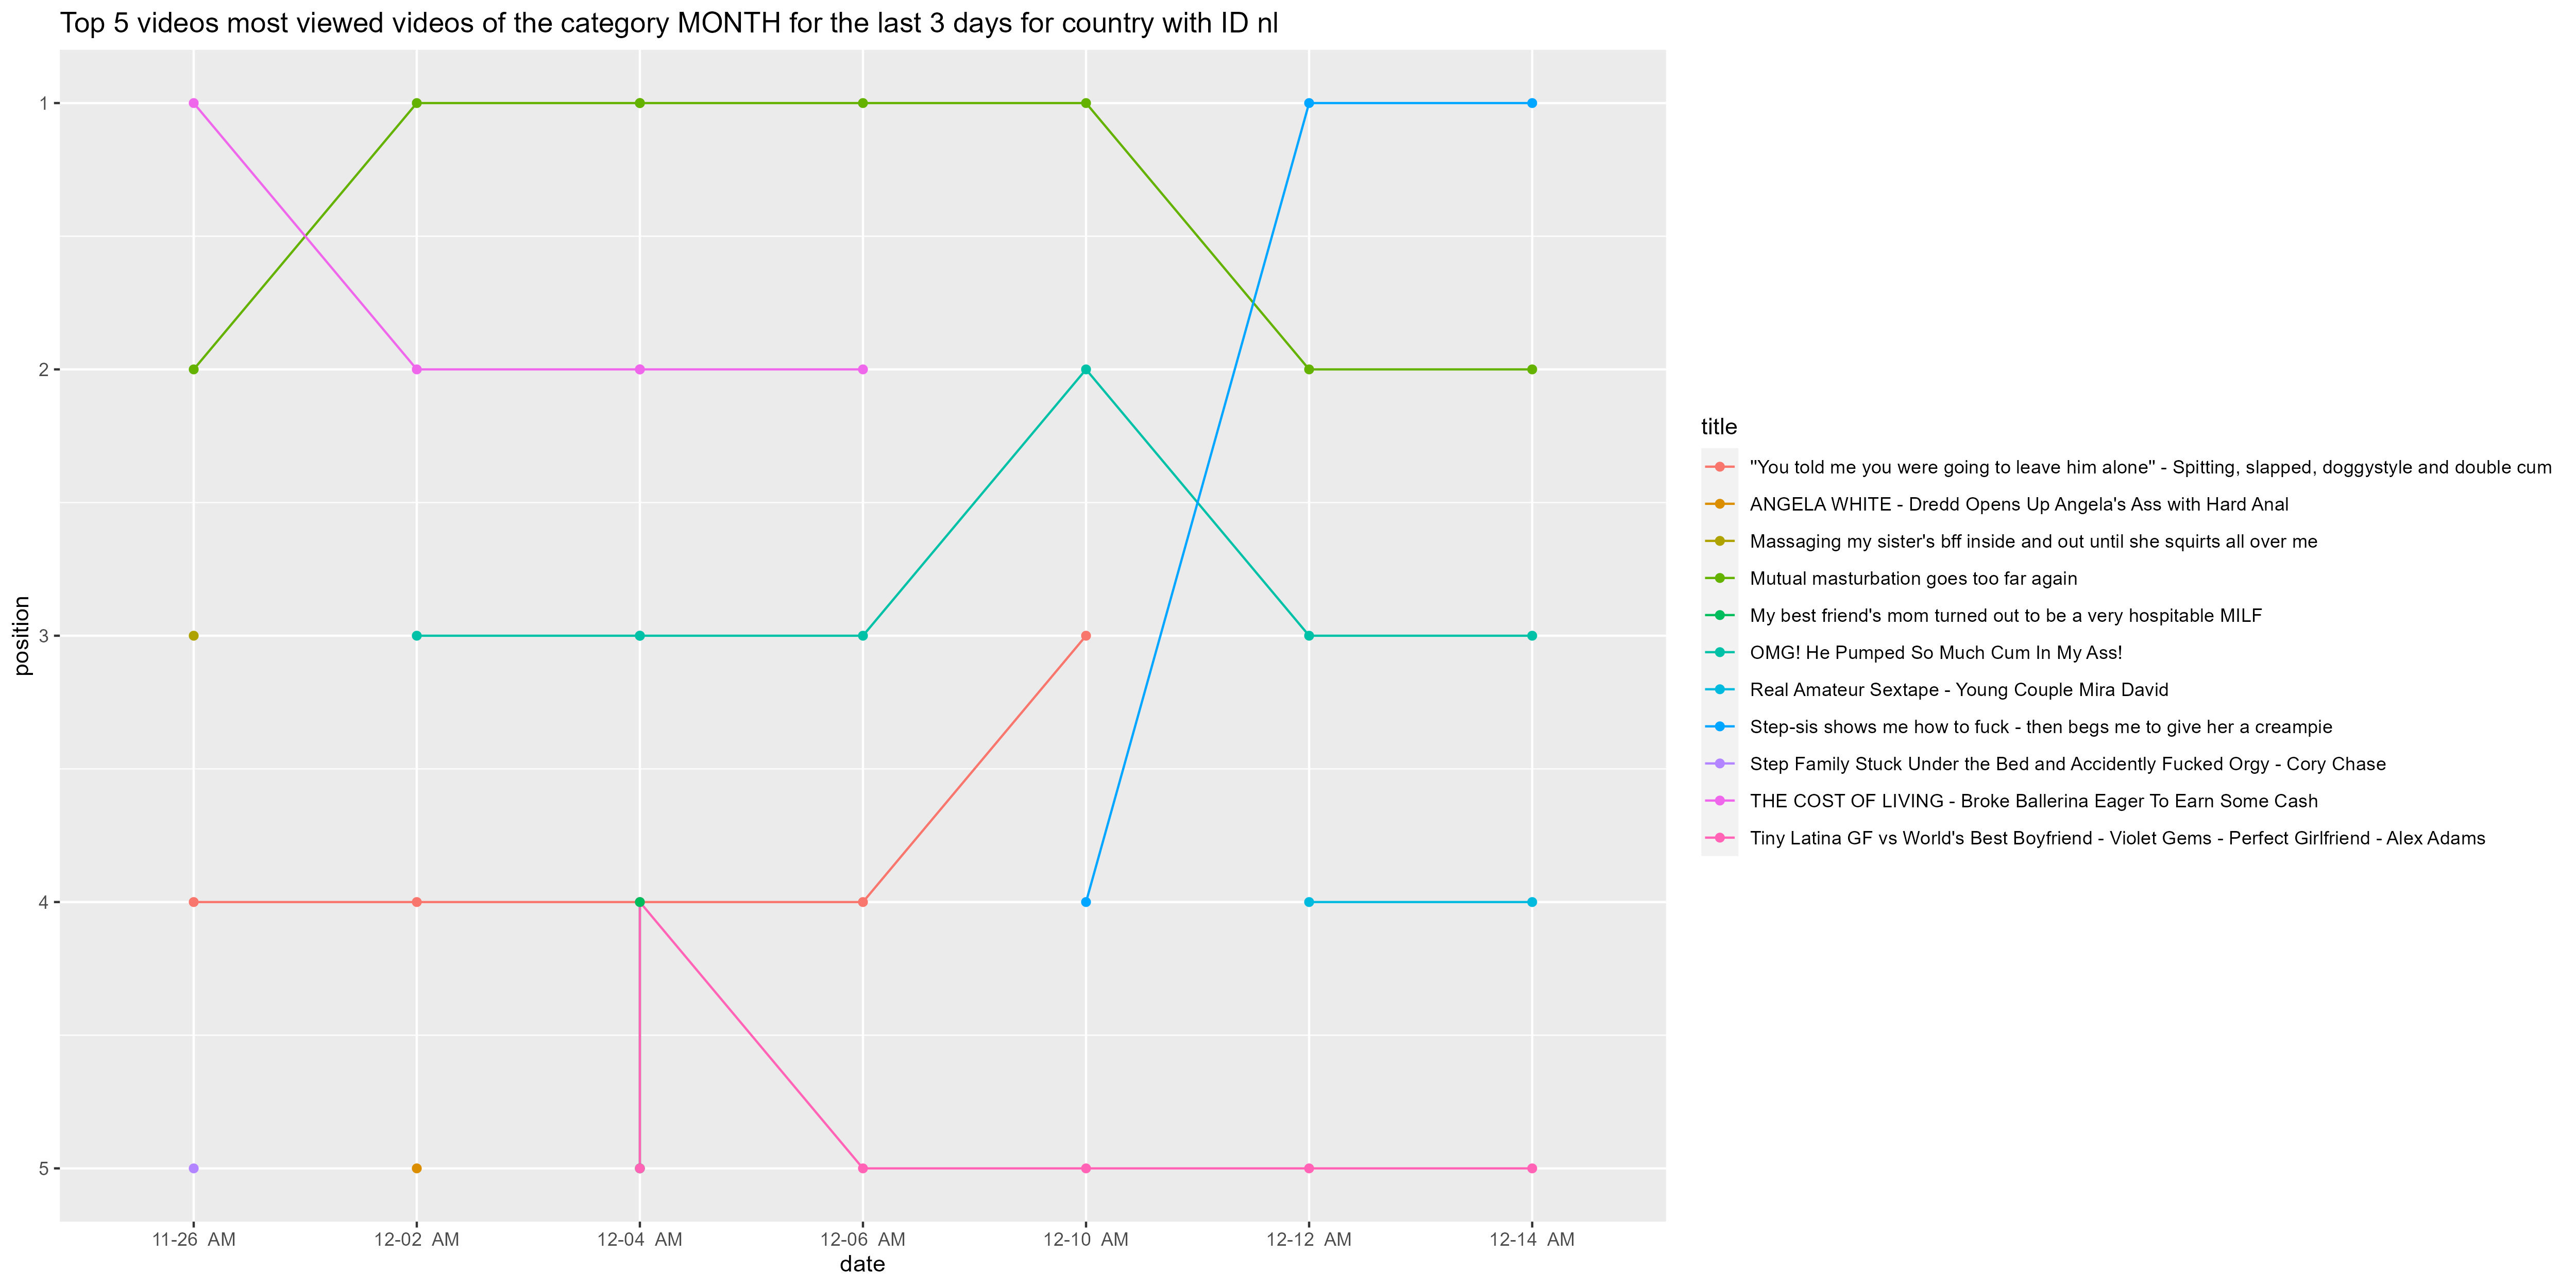 Top 5 videos most viewed videos of the category MONTH for the last 3 days for country with ID nl
1
2
3
4
5
position
11-26 AM
12-02 AM
12-04 AM
12-06 AM
12-10 AM
12-12 AM
12-14 AM
date
title
"You told me you were going to leave him alone" - Spitting, slapped, doggystyle and double cum
ANGELA WHITE - Dredd Opens Up Angela's Ass with Hard Anal
Massaging my sister's bff inside and out until she squirts all over me
Mutual masturbation goes too far again
My best friend's mom turned out to be a very hospitable MILF
OMG! He Pumped So Much Cum In My Ass!
Real Amateur Sextape - Young Couple Mira David
Step-sis shows me how to fuck - then begs me to give her a creampie
Step Family Stuck Under the Bed and Accidently Fucked Orgy - Cory Chase
THE COST OF LIVING - Broke Ballerina Eager To Earn Some Cash
Tiny Latina GF vs World's Best Boyfriend - Violet Gems - Perfect Girlfriend - Alex Adams